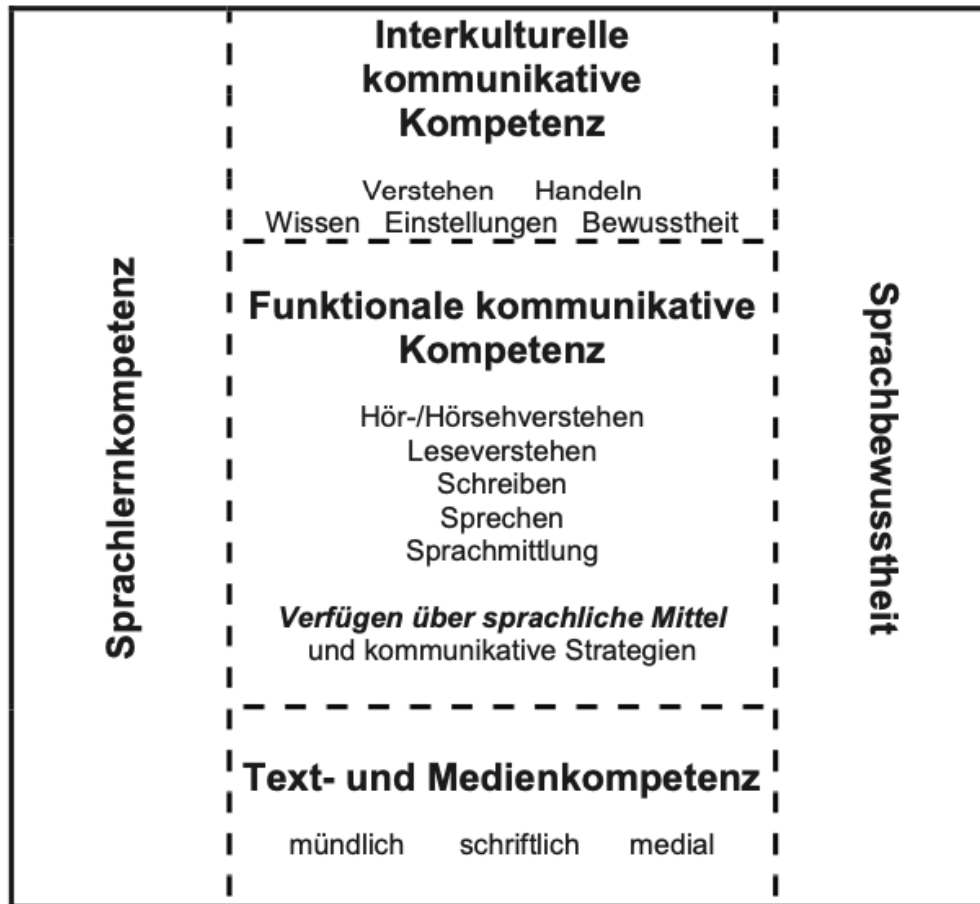 Interkulturelle
kommunikative
Kompetenz
Verstehen Handeln
Wissen Einstellungen Bewusstheit
Sprachlernkompetenz
Funktionale kommunikative
Kompetenz
Hör-/Hörsehverstehen
Leseverstehen
Schreiben
Sprechen
Sprachmittlung
Verfügen über sprachliche Mittel
und kommunikative Strategien
Sprachbewusstheit
Text- und Medienkompetenz
mündlich schriftlich medial